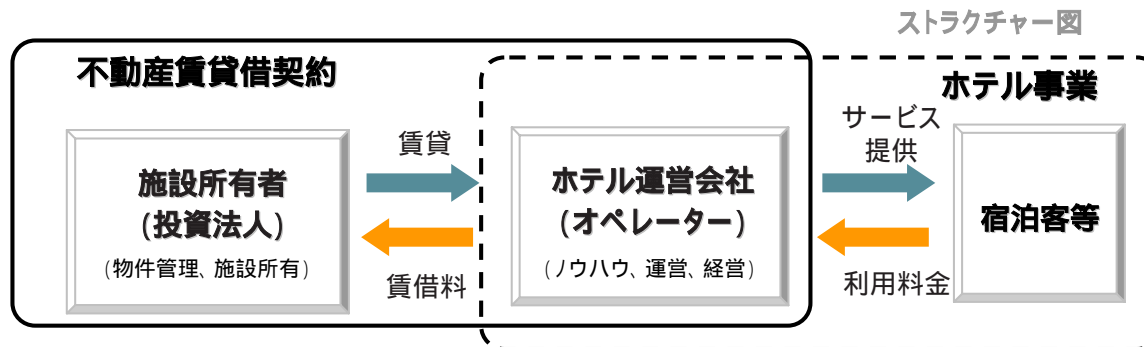 ストラクチャー図
不動産賃貸借契約
ホテル事業
施設所有者
(投資法人)
(物件管理、施設所有)
賃貸
賃借料
ホテル運営会社
(オペレーター)
(ノウハウ、運営、経営)
サービス
提供
利用料金
宿泊客等